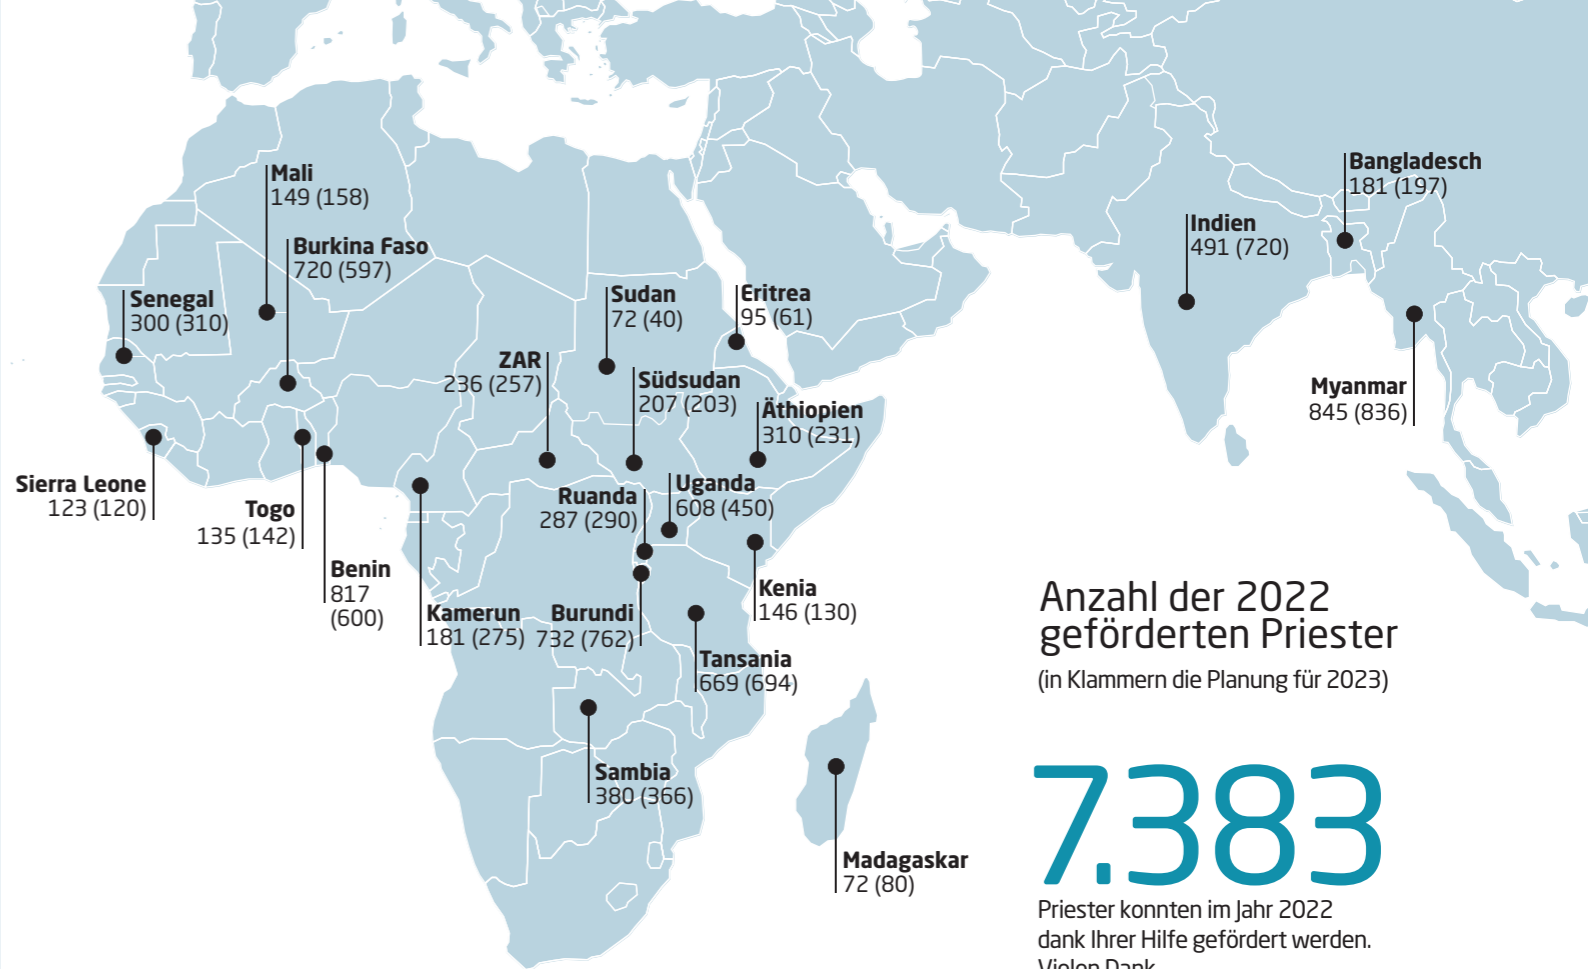 Mali
149 (158)
Burkina Faso
720 (597)
Senegal
300 (310)
Sierra Leone
123 (120)
Togo
135 (142)
Benin
817
(600)
Kamerun
181 (275)
ZAR
236 (257)
Sudan
72 (40)
Eritrea
95 (61)
Südsudan
207 (203)
Äthiopien
310 (231)
Uganda
608 (450)
Ruanda
287 (290)
Burundi
732 (762)
Kenia
146 (130)
Tansania
669 (694)
Sambia
380 (366)
Madagaskar
72 (80)
Indien
491 (720)
Bangladesch
181 (197)
Myanmar
845 (836)
Anzahl der 2022
geförderten Priester
(in Klammern die Planung für 2023)
7.383
Priester konnten im Jahr 2022
dank Ihrer Hilfe gefördert werden.
Vielen Dank